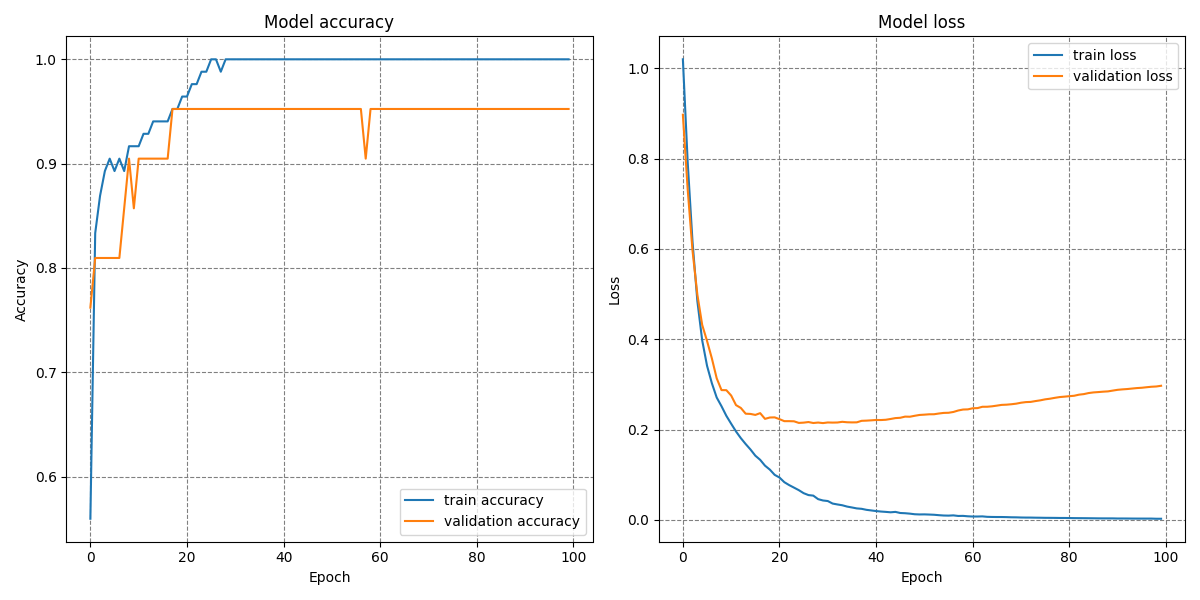 Model accuracy
1.0
0.9
0.8
0.7
0.6
Accuracy
0
20
40
60
80
100
Epoch
train accuracy
validation accuracy
Model loss
1.0
0.8
0.6
0.4
0.2
0.0
Loss
0
20
40
60
80
100
Epoch
train loss
validation loss